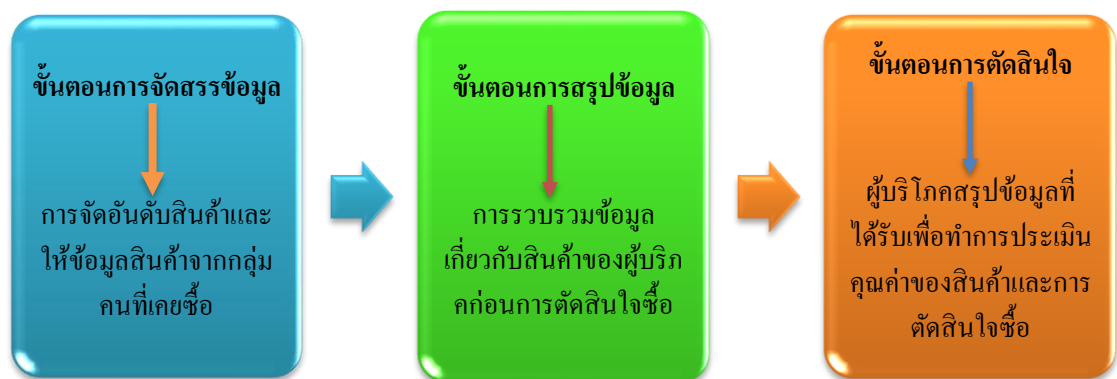 ขั้นตอนการจัดสรรข้อมูล
การจัดอันดับสินค้าและ
ให้ข้อมูลสินค้าจากกลุ่ม
คนที่เคยซื้อ
ขั้นตอนการสรุปข้อมูล
การรวบรวมข้อมูล
เกี่ยวกับสินค้าของผู้บริภ
คก่อนการตัดสินใจซื้อ
ขั้นตอนการตัดสินใจ
ผู้บริโภคสรุปข้อมูลที่
ได้รับเพื่อทำการประเมิน
คุณค่าของสินค้าและการ
ตัดสินใจซื้อ